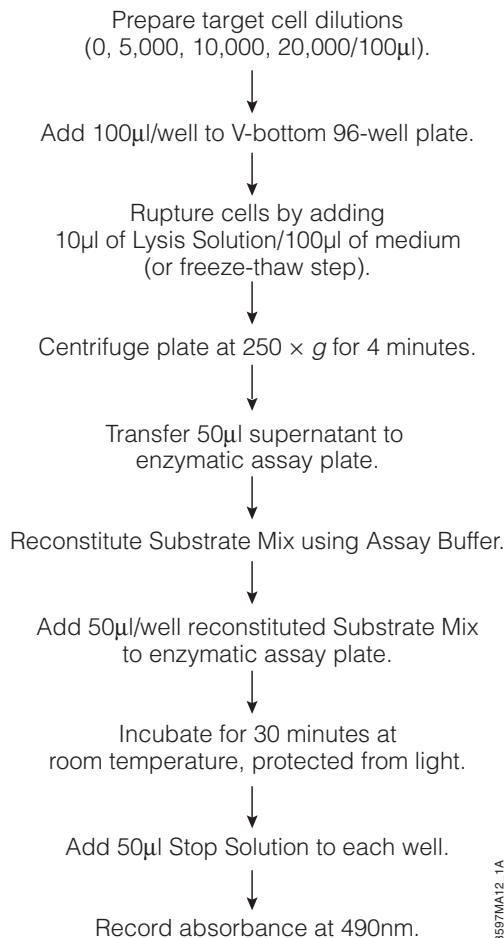 Prepare target cell dilutions
(0, 5,000, 10,000, 20,000/100μl).
Add 100μl/well to V-bottom 96-well plate.
Rupture cells by adding
10μl of Lysis Solution/100μl of medium
(or freeze-thaw step).
Centrifuge plate at 250 × g for 4 minutes.
Transfer 50μl supernatant to
enzymatic assay plate.
Reconstitute Substrate Mix using Assay Buffer.
Add 50μl/well reconstituted Substrate Mix
to enzymatic assay plate.
Incubate for 30 minutes at
room temperature, protected from light.
Add 50μl Stop Solution to each well.
Record absorbance at 490nm.
3597MA12_1A